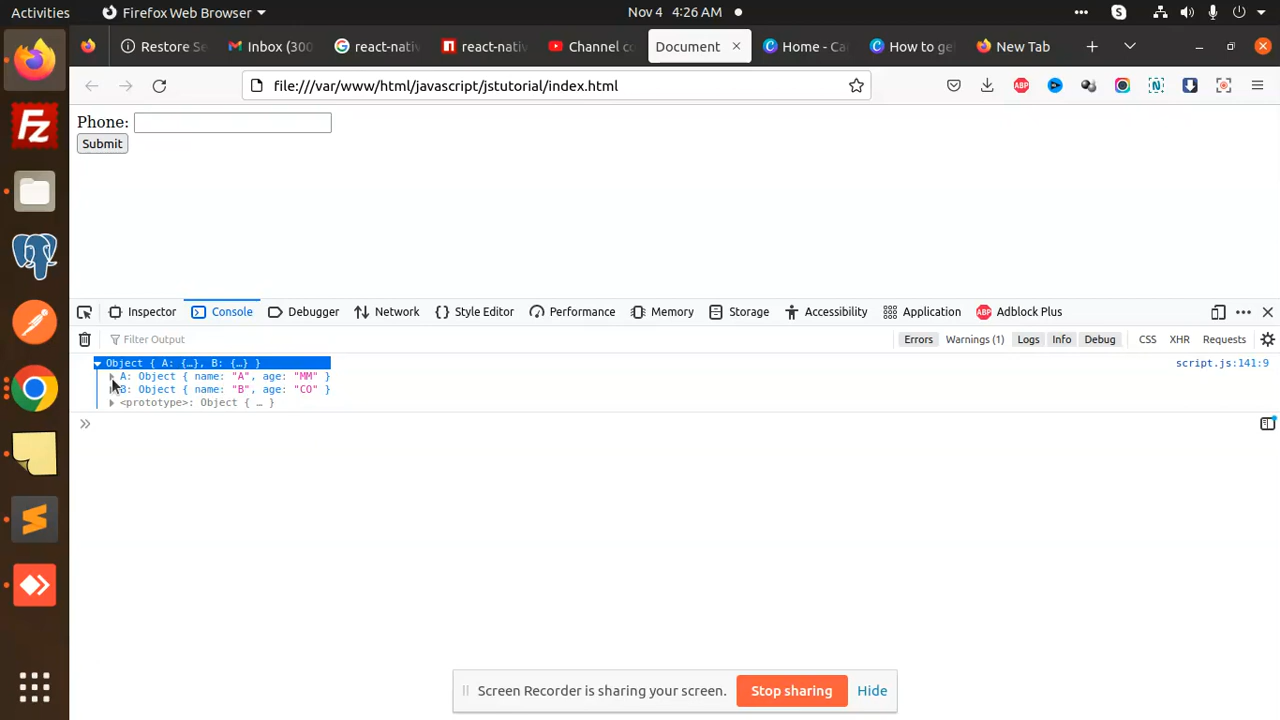 Activities Firefox Web Browser Nov 4 4:26 AM
Restore Se Inbox (300 react-nativ react-nativ Channel co Document Home - Ca How to gel New Tab
file:///var/www/html/javascript/jstutorial/index.html
Phone:
Submit
Inspector Console Debugger Network Style Editor Performance Memory Storage Accessibility Application Adblock Plus
Filter Output Errors Warnings (1) Logs Info Debug CSS XHR Requests
Object { A: {…}, B: {…} } script.js:141:9
A: Object { name: "A", age: "MM" }
B: Object { name: "B", age: "CO" }
<prototype>: Object { … }
Screen Recorder is sharing your screen. Stop sharing Hide